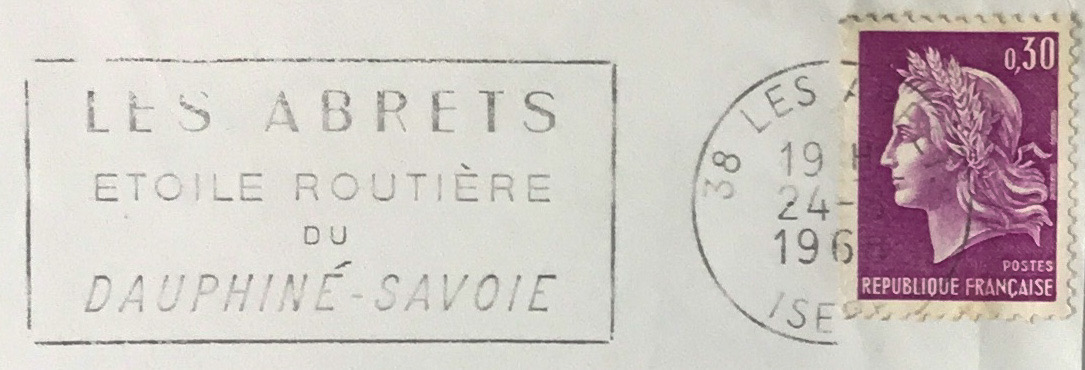 LES ABRETS
ETOILE ROUTIÈRE
DU
DAUPHINÉ-SAVOIE
38 LES
19 H
24-
196
ISE
0,30
POSTES
REPUBLIQUE FRANÇAISE